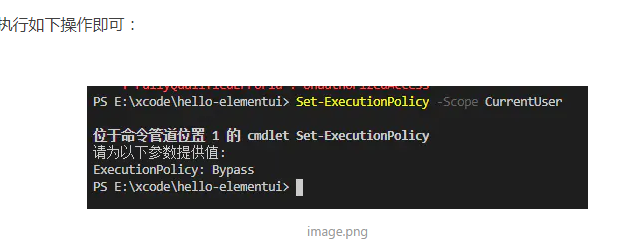 执行如下操作即可：
PS E:\xcode\hello-elementui> Set-ExecutionPolicy -Scope CurrentUser
位于命令管道位置 1 的 cmdlet Set-ExecutionPolicy
请为以下参数提供值:
ExecutionPolicy: Bypass
PS E:\xcode\hello-elementui>
image.png